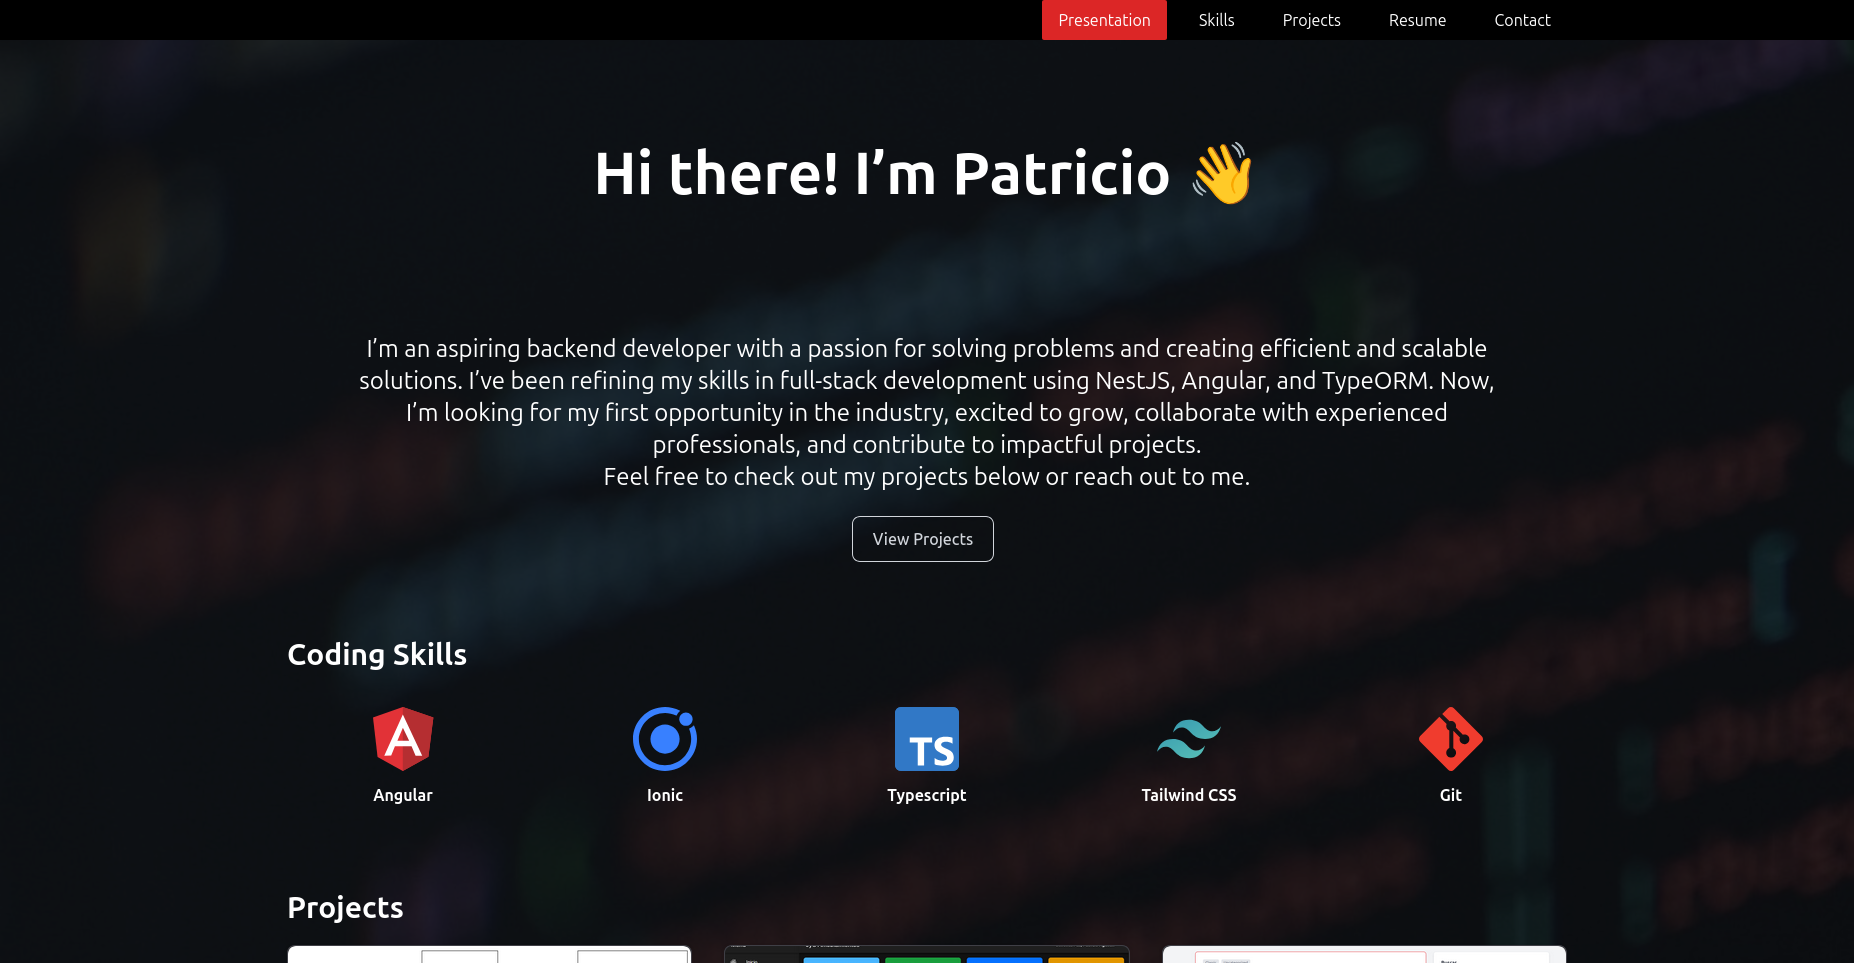 Presentation Skills Projects Resume Contact
Hi there! I’m Patricio 👋
I’m an aspiring backend developer with a passion for solving problems and creating efficient and scalable
solutions. I’ve been refining my skills in full-stack development using NestJS, Angular, and TypeORM. Now,
I’m looking for my first opportunity in the industry, excited to grow, collaborate with experienced
professionals, and contribute to impactful projects.
Feel free to check out my projects below or reach out to me.
View Projects
Coding Skills
TS
Angular Ionic Typescript Tailwind CSS Git
Projects